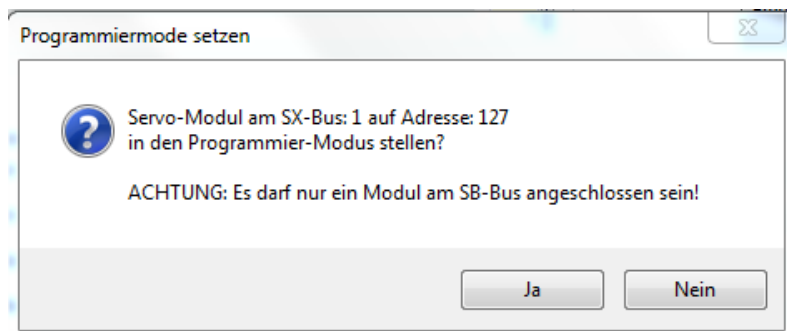 Programmiermode setzen
Servo-Modul am SX-Bus: 1 auf Adresse: 127
in den Programmier-Modus stellen?
ACHTUNG: Es darf nur ein Modul am SB-Bus angeschlossen sein!
Ja
Nein